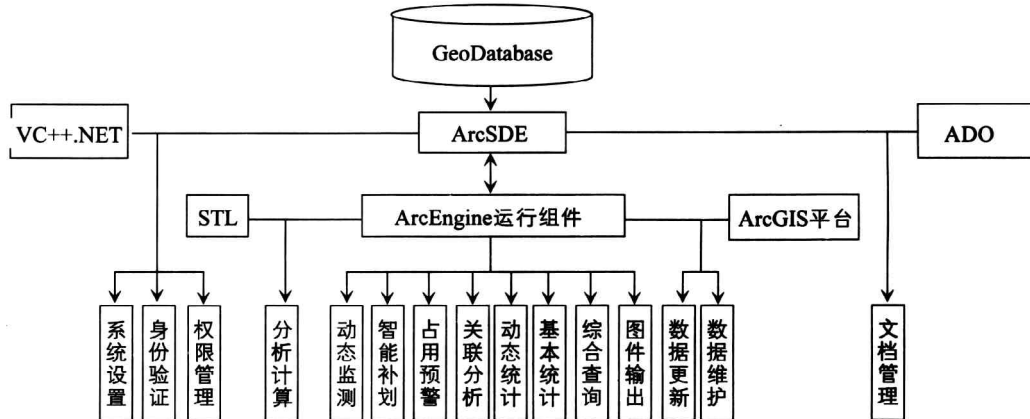 GeoDatabase
VC++.NET
ArcSDE
ADO
STL
ArcEngine运行组件
ArcGIS平台
系统设置
身份验证
权限管理
分析计算
动态监测
智能补划
占用预警
关联分析
动态统计
基本统计
综合查询
图件输出
数据更新
数据维护
文档管理